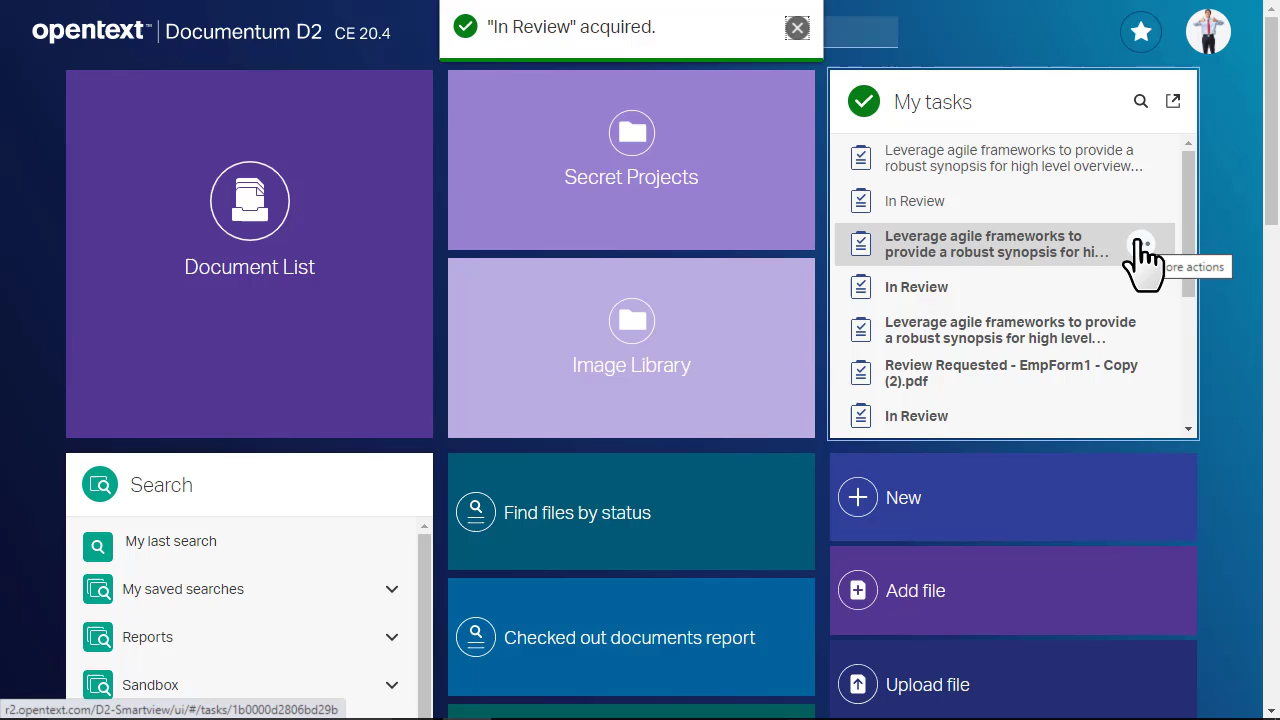 opentext™ | Documentum D2 CE 20.4
"In Review" acquired.
Document List
Secret Projects
Image Library
My tasks
Leverage agile frameworks to provide a
robust synopsis for high level overview...
In Review
Leverage agile frameworks to
provide a robust synopsis for hi...
ore actions
In Review
Leverage agile frameworks to provide
a robust synopsis for high level...
Review Requested - EmpForm1 - Copy
(2).pdf
In Review
Search
My last search
My saved searches
Reports
Sandbox
Find files by status
Checked out documents report
New
Add file
Upload file
r2.opentext.com/D2-Smartview/ui/#/tasks/1b0000d2806bd29b